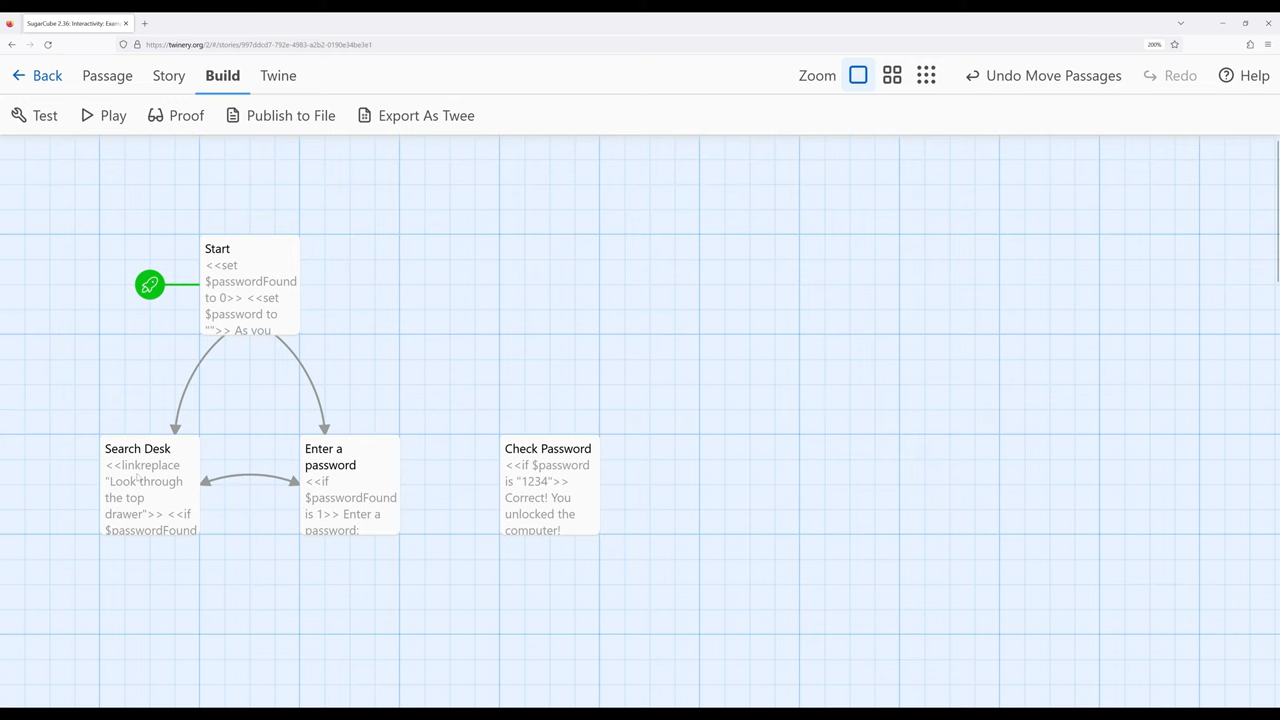 SugarCube 2.36: Interactivity: Exam
https://twinery.org/2/#/stories/997ddcd7-792e-4983-a2b2-0190e34be3e1
200%
Back Passage Story Build Twine Zoom Undo Move Passages Redo Help
Test Play Proof Publish to File Export As Twee
Start
<<set
$passwordFound
to 0>> <<set
$password to
"">> As you
Search Desk
<<linkreplace
"Look through
the top
drawer">> <<if
$passwordFound
Enter a
password
<<if
$passwordFound
is 1>> Enter a
password:
Check Password
<<if $password
is "1234">>
Correct! You
unlocked the
computer!